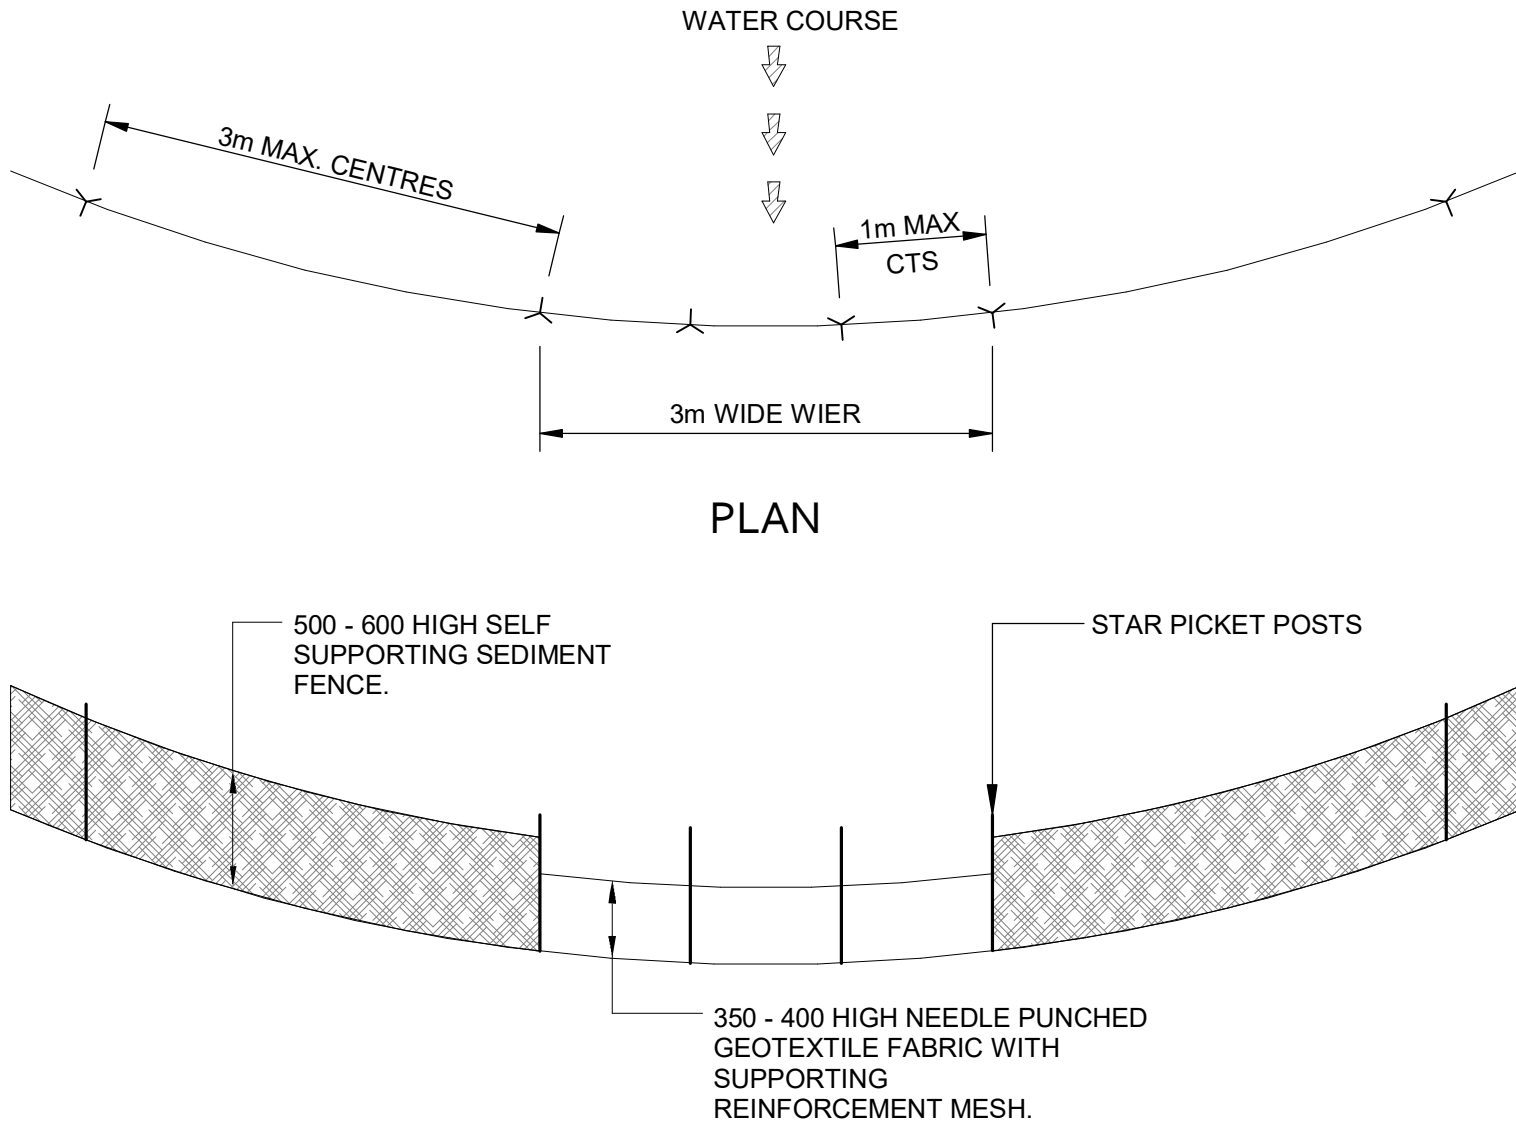 WATER COURSE
3m MAX. CENTRES
1m MAX
CTS
3m WIDE WIER
PLAN
500 - 600 HIGH SELF
SUPPORTING SEDIMENT
FENCE.
STAR PICKET POSTS
350 - 400 HIGH NEEDLE PUNCHED
GEOTEXTILE FABRIC WITH
SUPPORTING
REINFORCEMENT MESH.